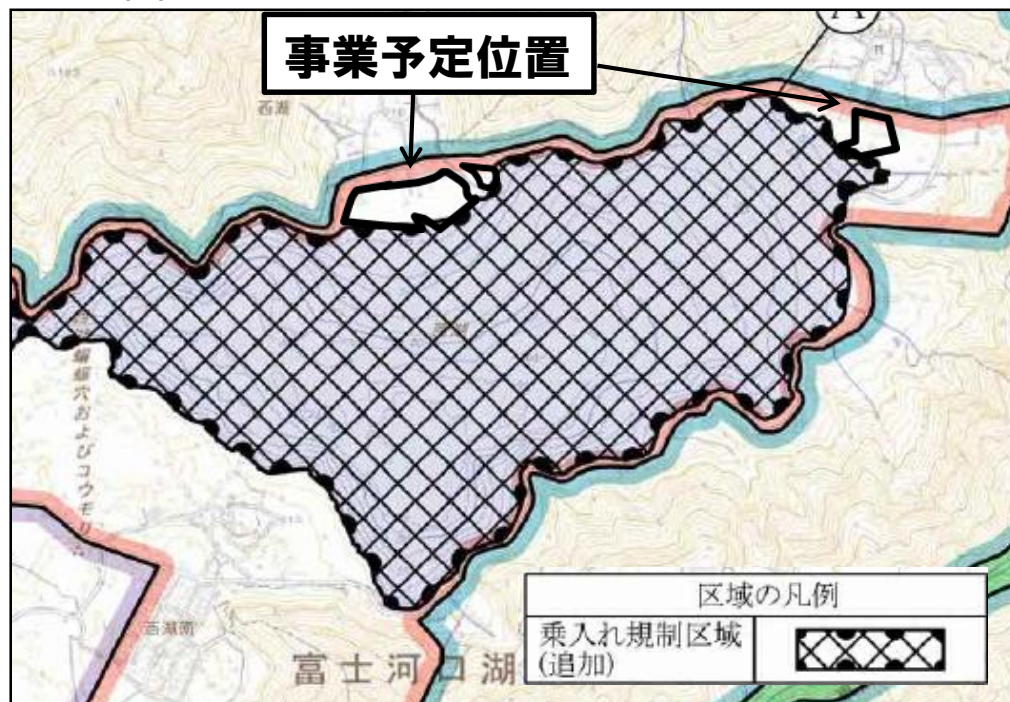 A
事業予定位置
西湖
西湖
蝙蝠穴およびコウモリ
西湖南
富士河口湖
区域の凡例
乗入れ規制区域
(追加)